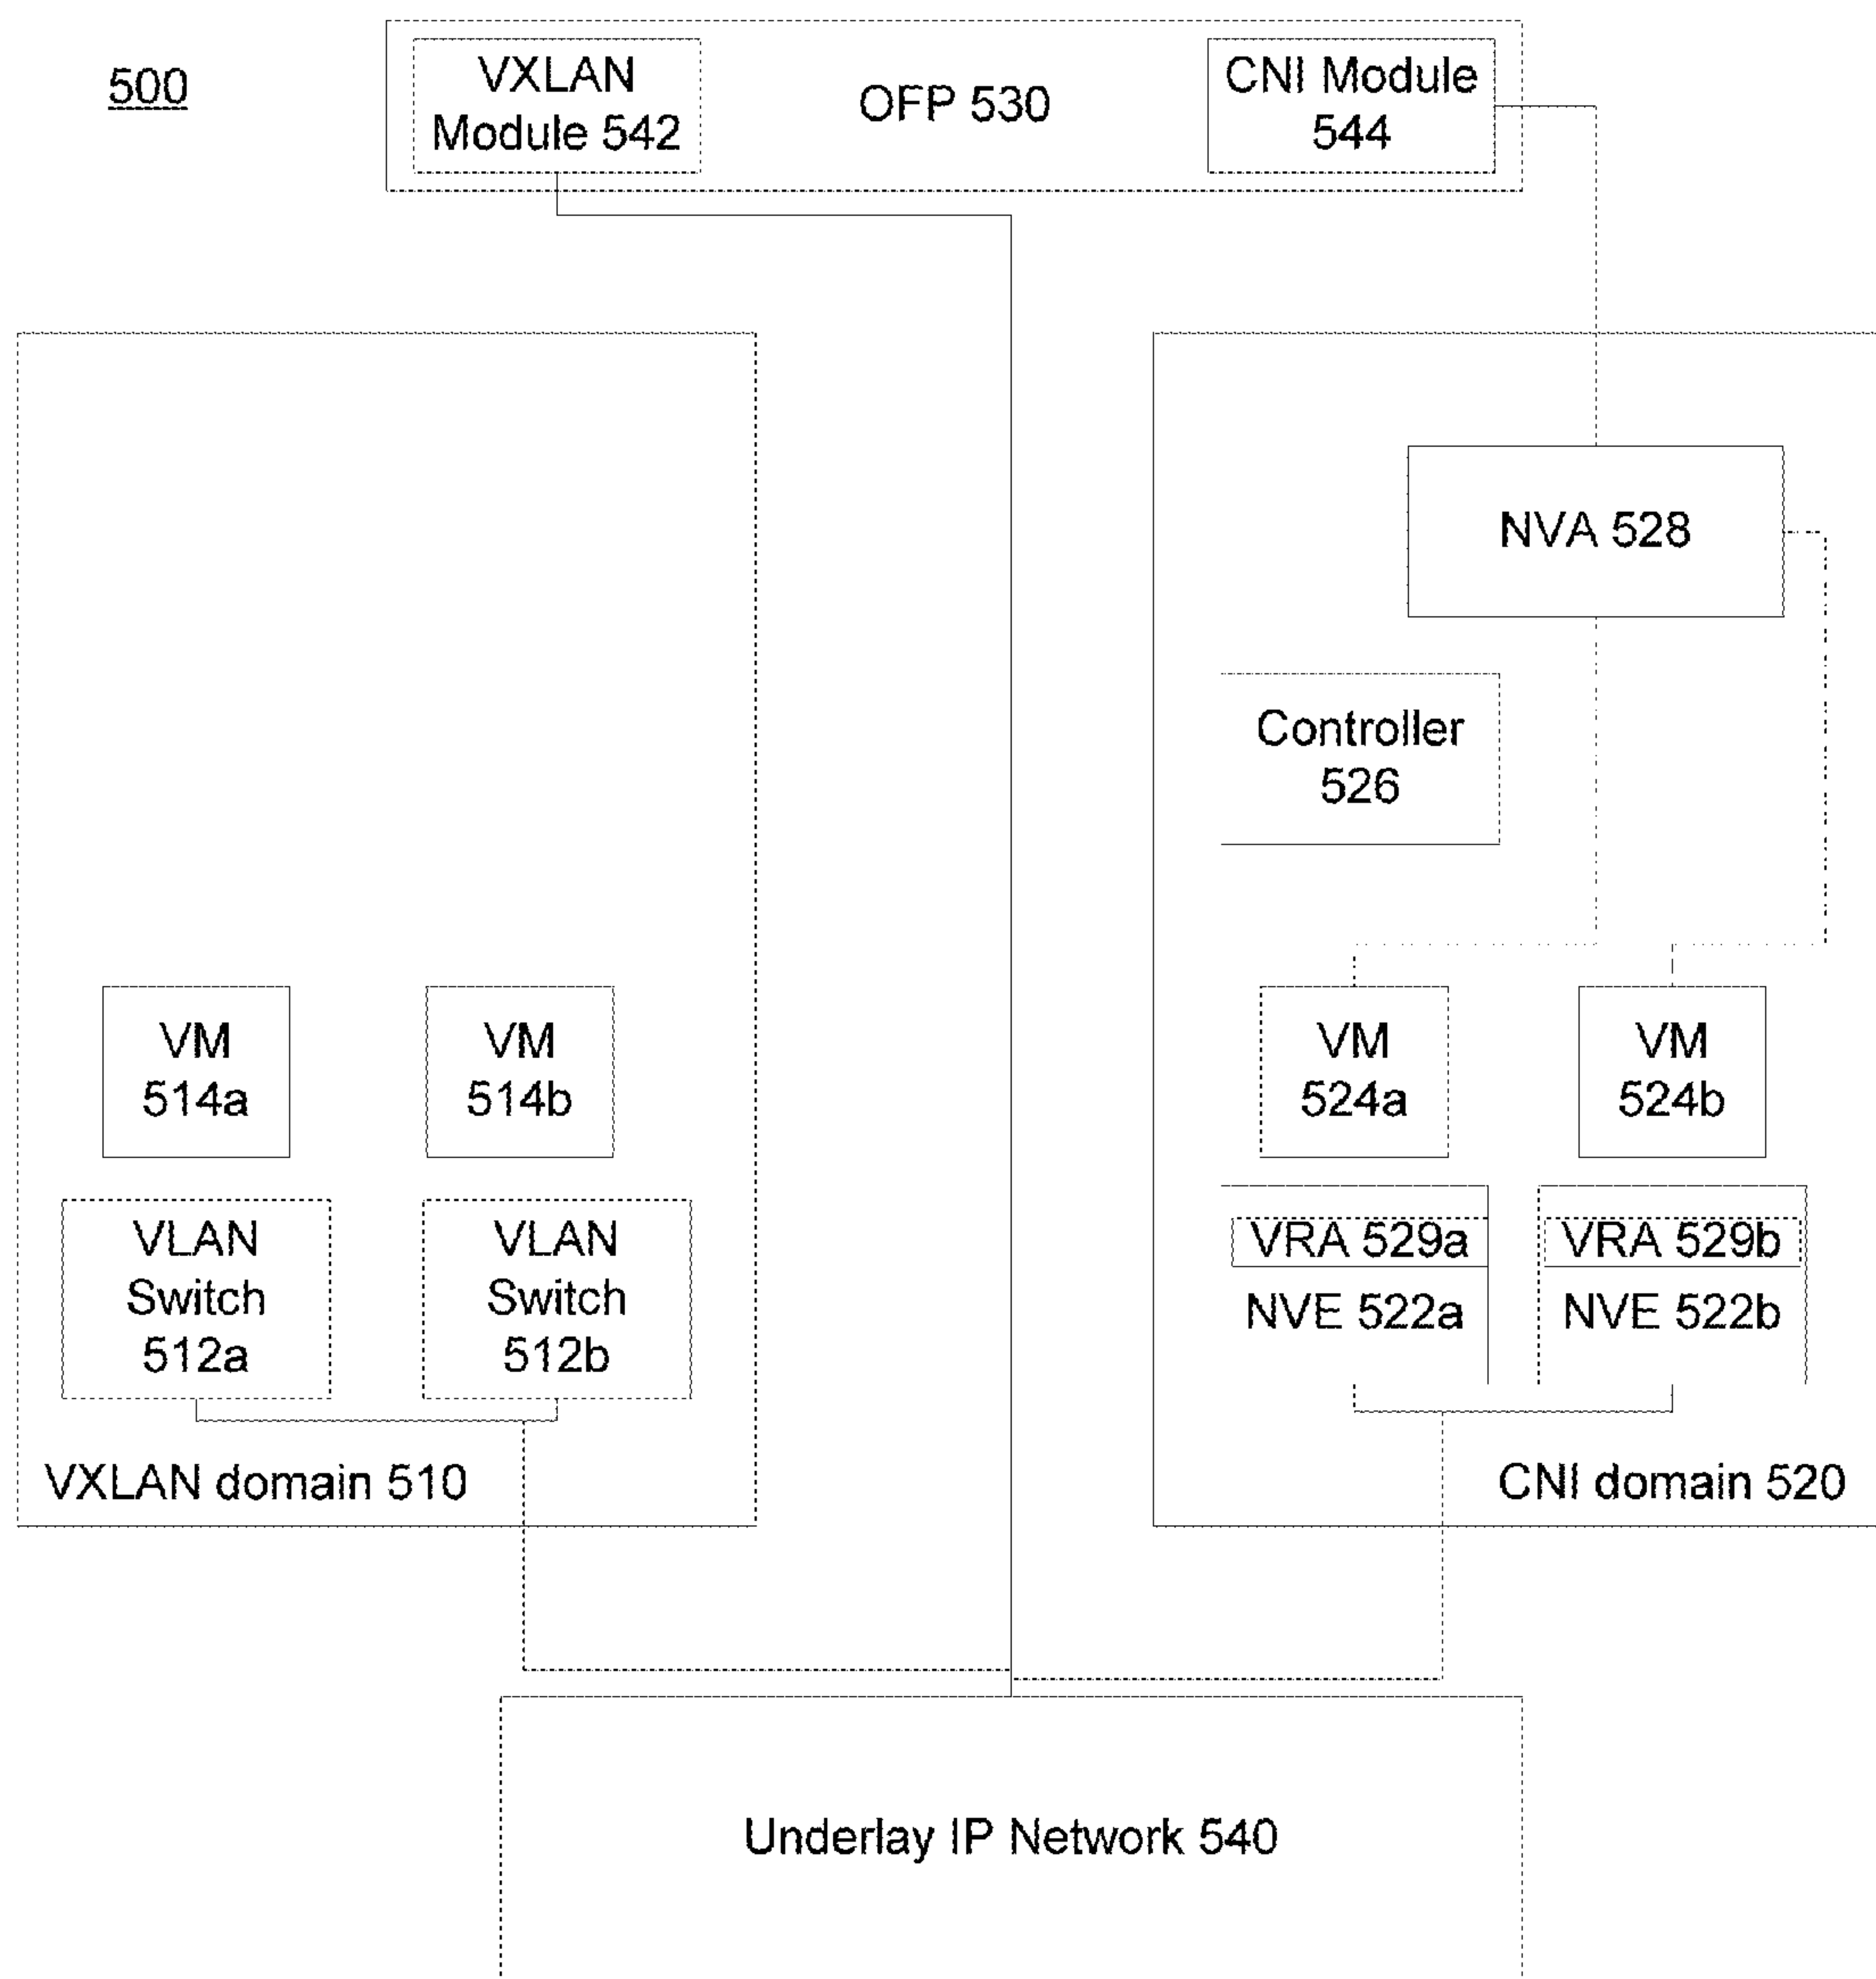 500
VXLAN
Module 542
OFP 530
CNI Module
544
NVA 528
Controller
526
VM
514a
VM
514b
VM
524a
VM
524b
VLAN
Switch
512a
VLAN
Switch
512b
VRA 529a
NVE 522a
VRA 529b
NVE 522b
VXLAN domain 510
CNI domain 520
Underlay IP Network 540